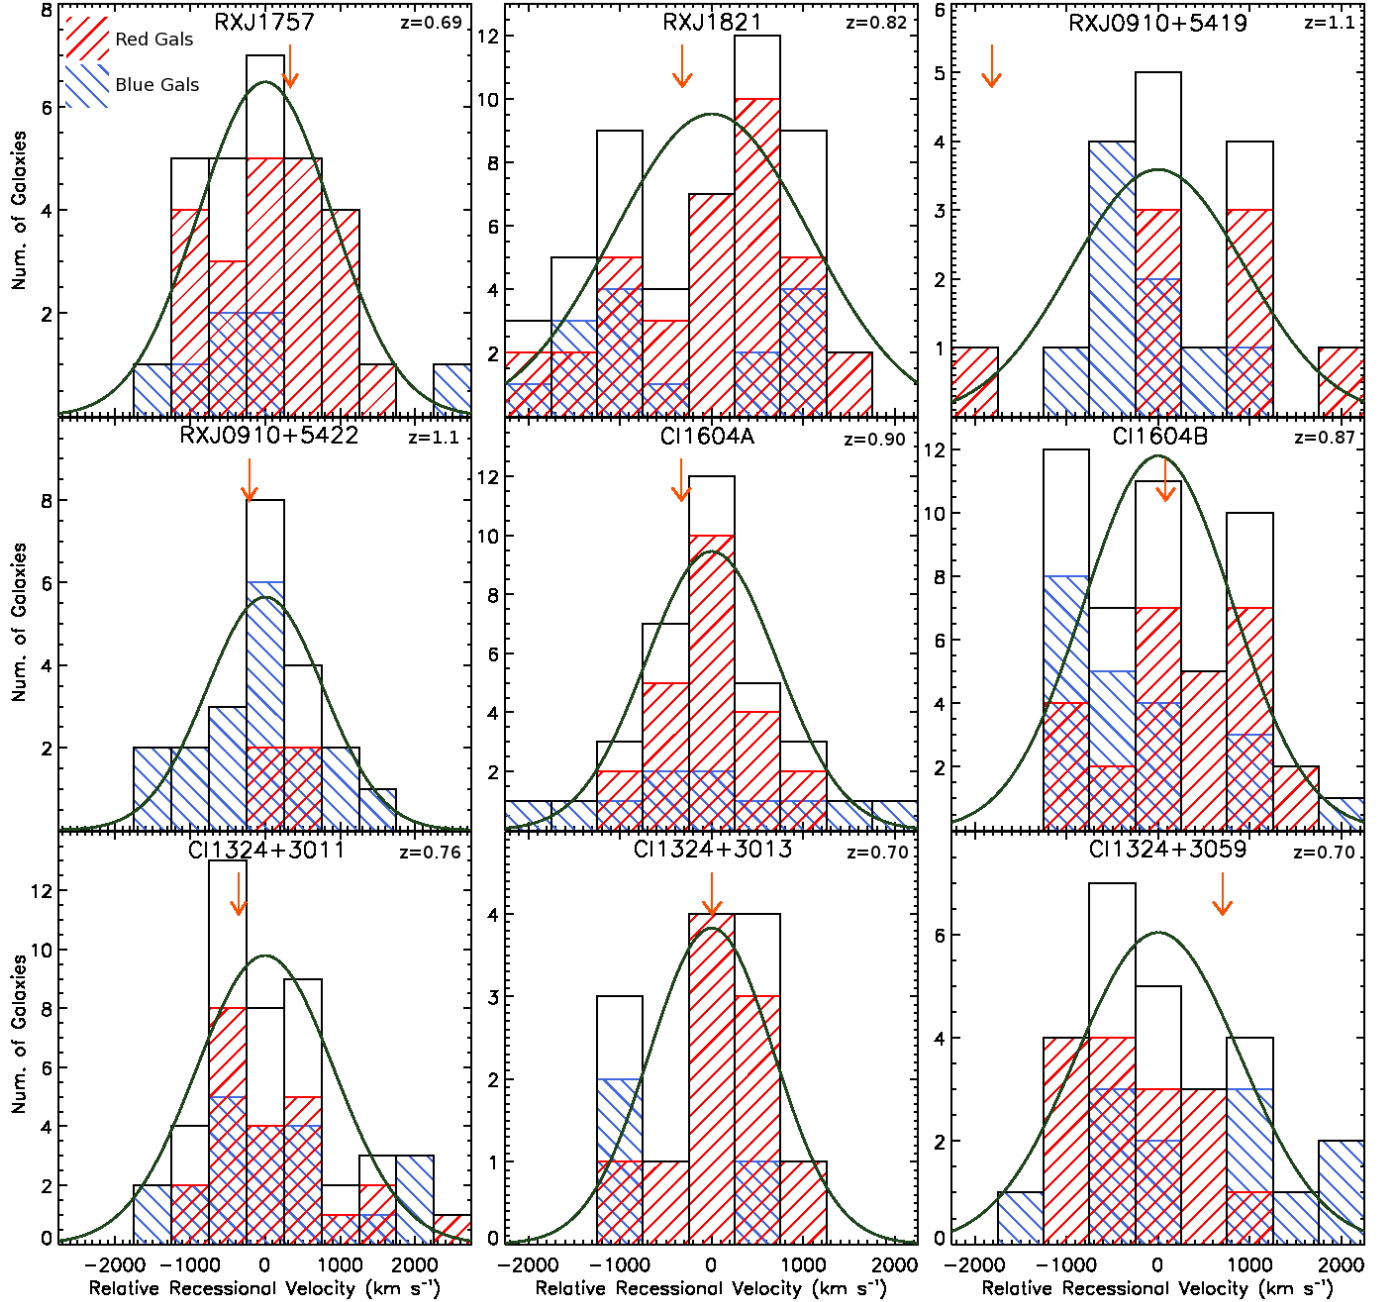 RXJ1757
z=0.69
Red Gals
Blue Gals
8
6
4
2
Num. of Galaxies
RXJ1821
z=0.82
12
10
8
6
4
2
RXJ0910+5419
z=1.1
6
5
4
3
2
1
RXJ0910+5422
z=1.1
8
6
4
2
Num. of Galaxies
Cl1604A
z=0.90
12
10
8
6
4
2
Cl1604B
z=0.87
12
10
8
6
4
2
Cl1324+3011
z=0.76
12
10
8
6
4
2
0
Num. of Galaxies
-2000 -1000 0 1000 2000
Relative Recessional Velocity (km s⁻¹)
Cl1324+3013
z=0.70
4
3
2
1
0
-2000 -1000 0 1000 2000
Relative Recessional Velocity (km s⁻¹)
Cl1324+3059
z=0.70
6
4
2
0
-2000 -1000 0 1000 2000
Relative Recessional Velocity (km s⁻¹)